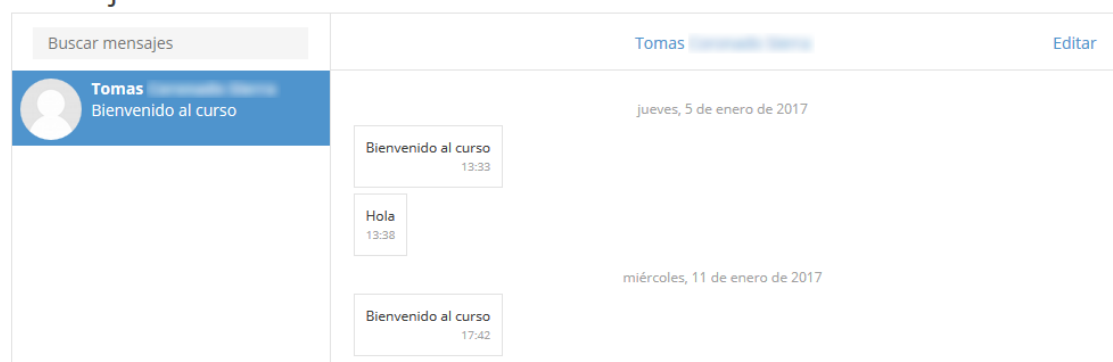 Buscar mensajes
Tomas
Editar
Tomas
Bienvenido al curso
jueves, 5 de enero de 2017
Bienvenido al curso
13:33
Hola
13:38
miércoles, 11 de enero de 2017
Bienvenido al curso
17:42